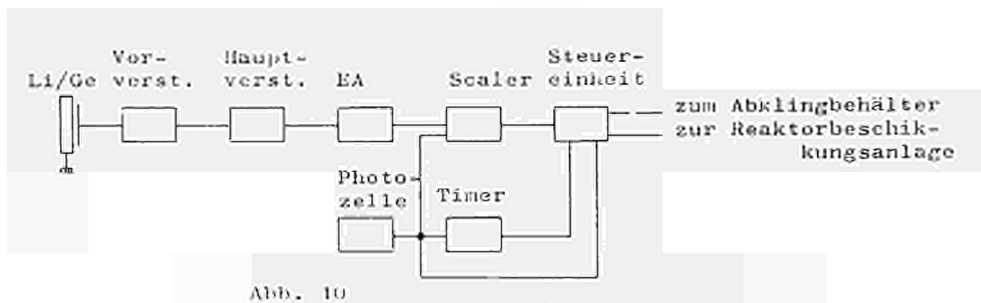 Li/Ge
Vor-
verst.
Haupt-
verst.
EA
Scaler
Steuer-
einheit
zum Abklingbehälter
zur Reaktorbeschik-
kungsanlage
Photo-
zelle
Timer
Abb. 10